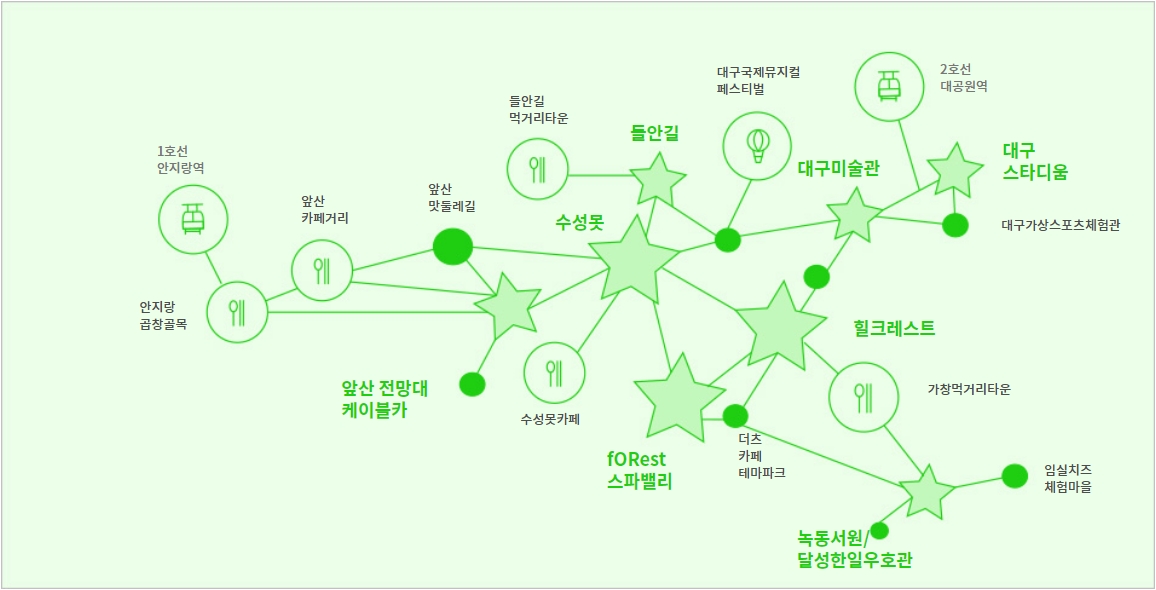 2호선
대공원역
대구국제뮤지컬
페스티벌
들안길
먹거리타운
들안길
대구미술관
대구
스타디움
1호선
안지랑역
앞산
카페거리
앞산
맛둘레길
수성못
대구가상스포츠체험관
안지랑
곱창골목
힐크레스트
앞산 전망대
케이블카
수성못카페
가창먹거리타운
더츠
카페
테마파크
fORest
스파밸리
임실치즈
체험마을
녹동서원/
달성한일우호관